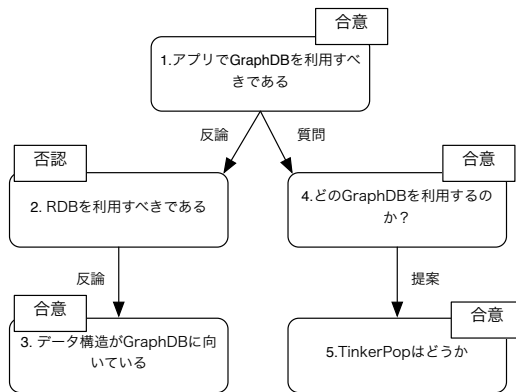 合意
1.アプリでGraphDBを利用すべ
きである
反論
質問
否認
2. RDBを利用すべきである
合意
4.どのGraphDBを利用するの
か？
反論
提案
合意
3. データ構造がGraphDBに向
いている
合意
5.TinkerPopはどうか